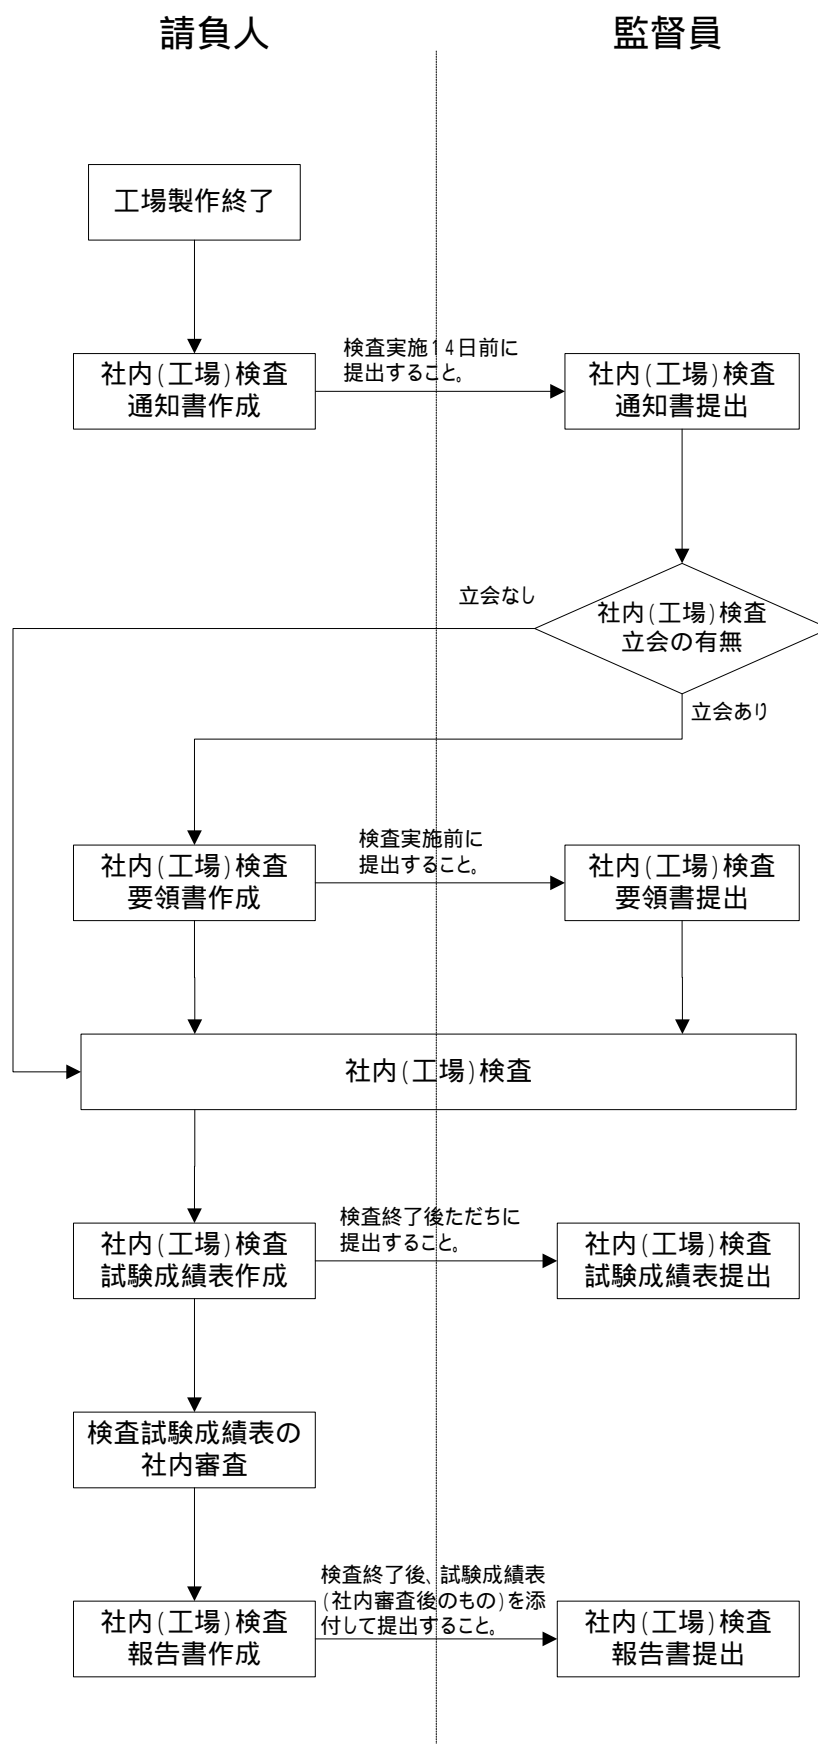 請負人
監督員
工場製作終了
社内(工場)検査
通知書作成
検査実施14日前に
提出すること。
社内(工場)検査
通知書提出
立会なし
社内(工場)検査
立会の有無
立会あり
社内(工場)検査
要領書作成
検査実施前に
提出すること。
社内(工場)検査
要領書提出
社内(工場)検査
社内(工場)検査
試験成績表作成
検査終了後ただちに
提出すること。
社内(工場)検査
試験成績表提出
検査試験成績表の
社内審査
社内(工場)検査
報告書作成
検査終了後、試験成績表
(社内審査後のもの)を添
付して提出すること。
社内(工場)検査
報告書提出